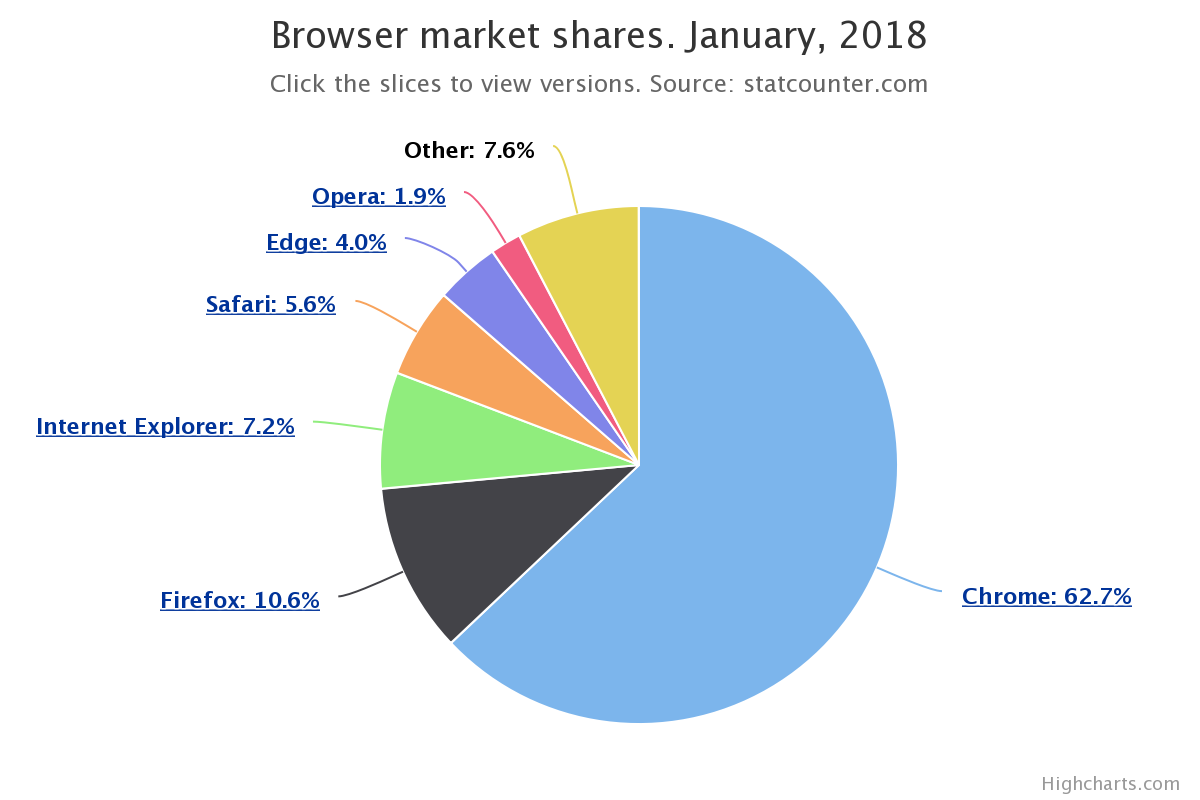 Browser market shares. January, 2018
Click the slices to view versions. Source: statcounter.com
Other: 7.6%
Opera: 1.9%
Edge: 4.0%
Safari: 5.6%
Internet Explorer: 7.2%
Firefox: 10.6%
Chrome: 62.7%
Highcharts.com